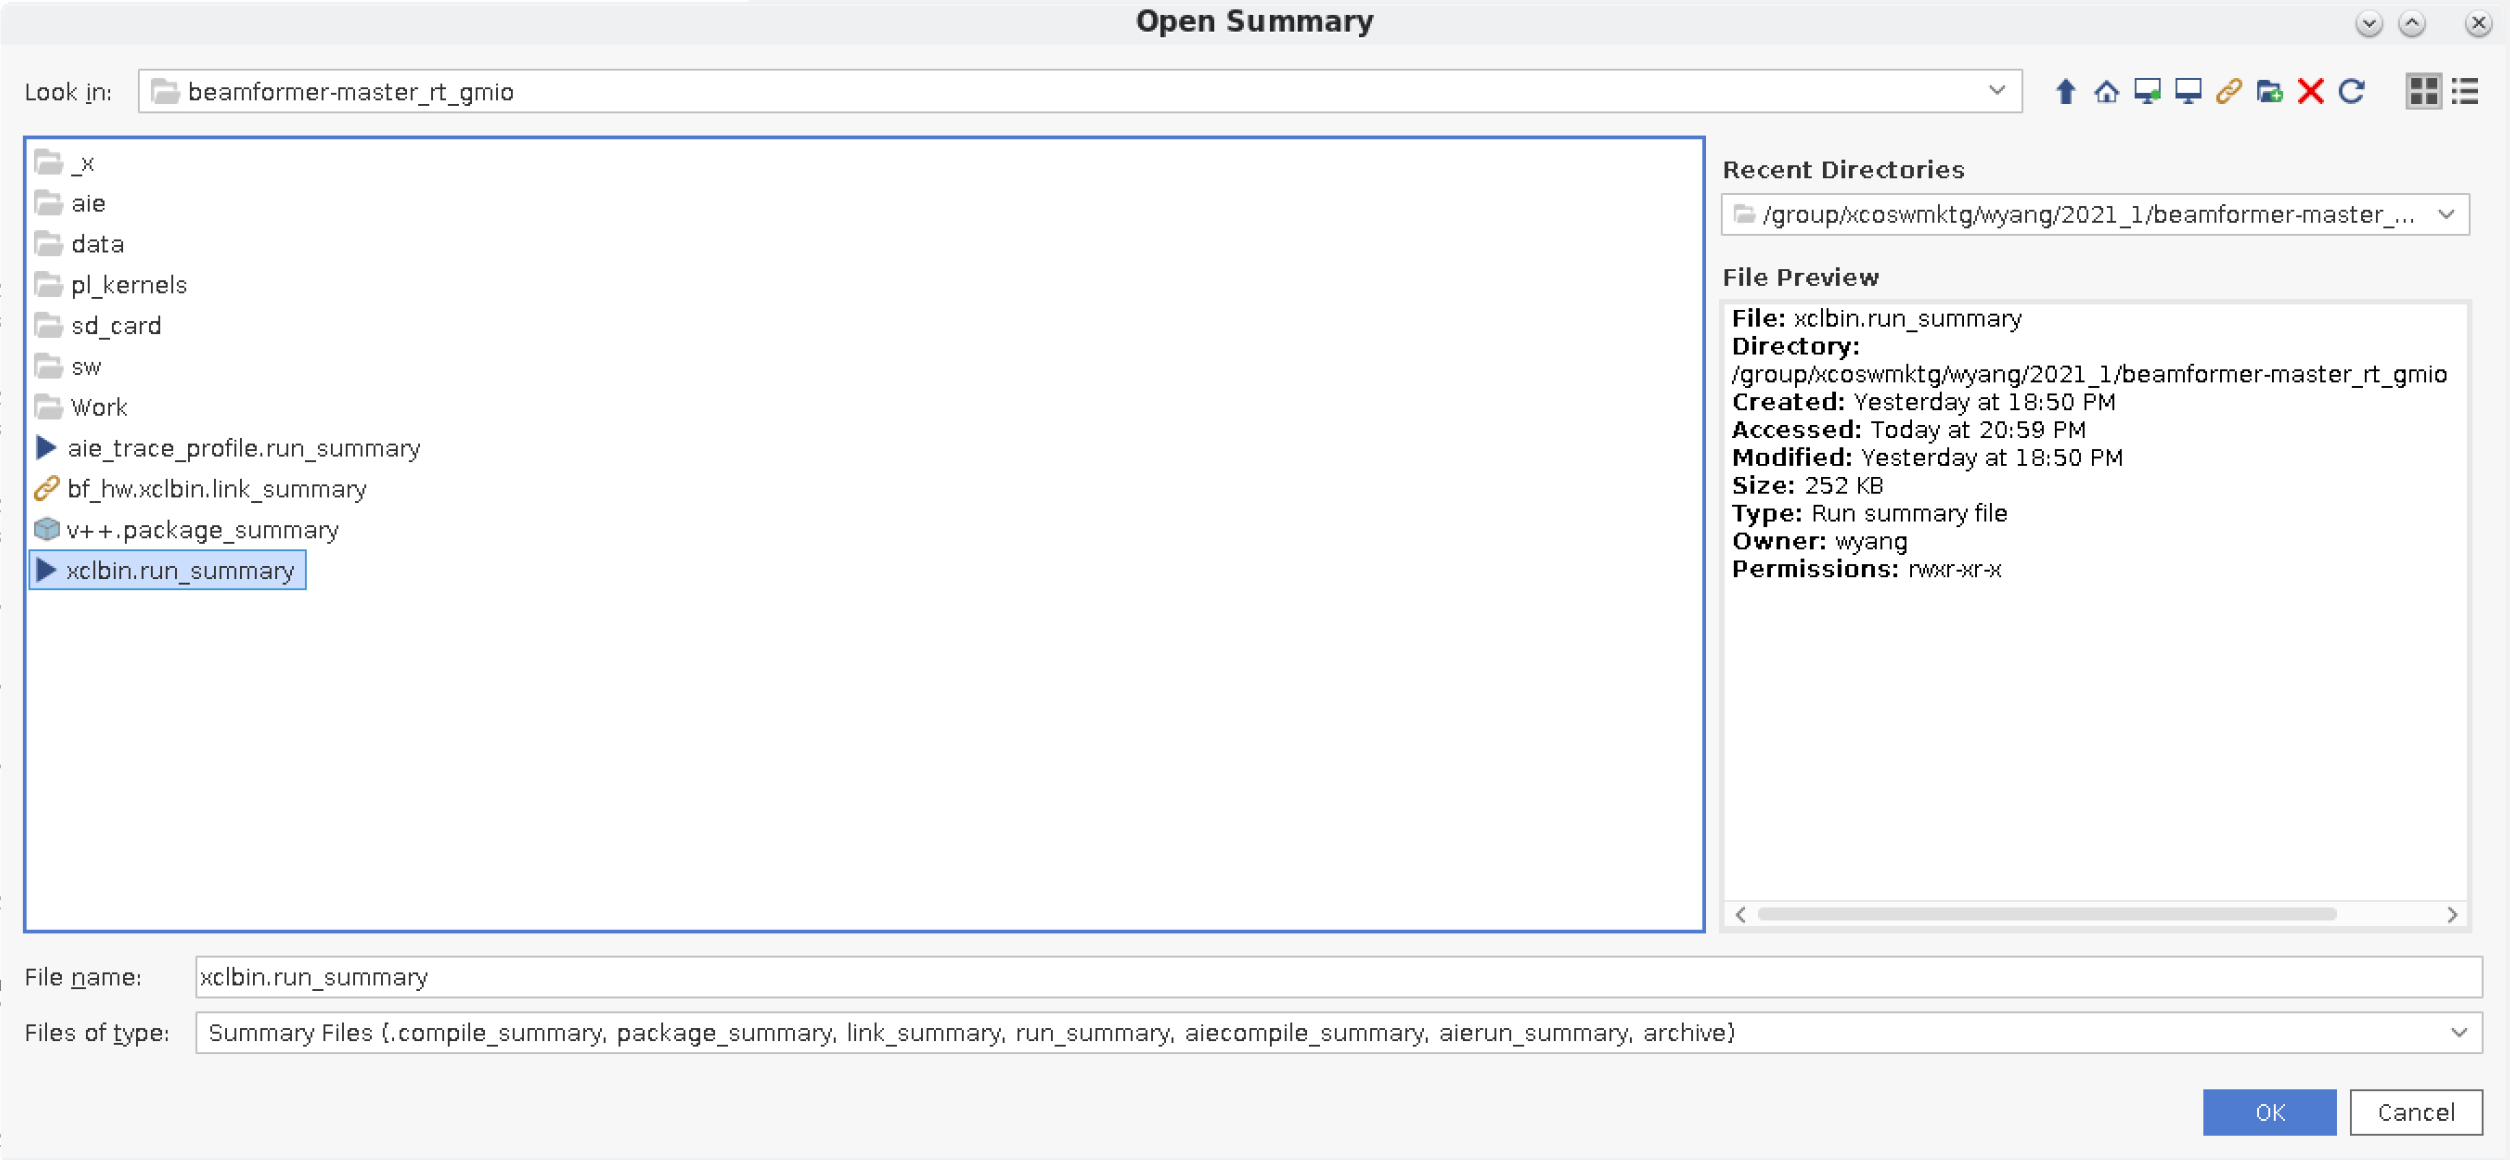 Open Summary
Look in: beamformer-master_rt_gmio
_x
aie
data
pl_kernels
sd_card
sw
Work
aie_trace_profile.run_summary
bf_hw.xclbin.link_summary
v++.package_summary
xclbin.run_summary
Recent Directories
/group/xcoswmktg/wyang/2021_1/beamformer-master_...
File Preview
File: xclbin.run_summary
Directory:
/group/xcoswmktg/wyang/2021_1/beamformer-master_rt_gmio
Created: Yesterday at 18:50 PM
Accessed: Today at 20:59 PM
Modified: Yesterday at 18:50 PM
Size: 252 KB
Type: Run summary file
Owner: wyang
Permissions: rwxr-xr-x
File name: xclbin.run_summary
Files of type: Summary Files (.compile_summary, package_summary, link_summary, run_summary, aiecompile_summary, aierun_summary, archive)
OK Cancel